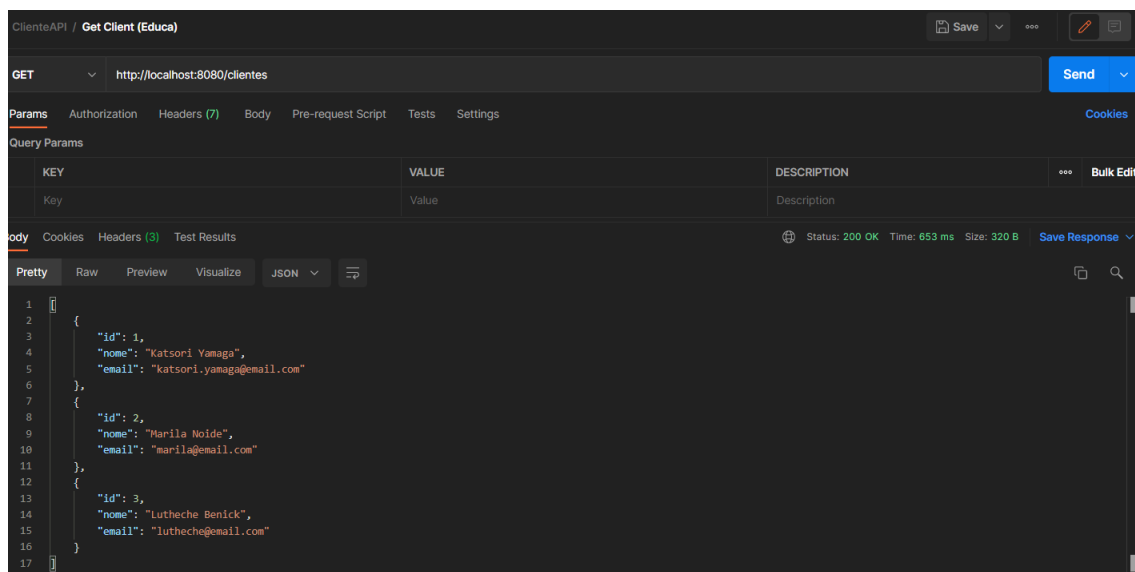 ClienteAPI / Get Client (Educa) Save ooo
GET http://localhost:8080/clientes Send
Params Authorization Headers (7) Body Pre-request Script Tests Settings Cookies
Query Params
KEY VALUE DESCRIPTION ooo Bulk Edit
Key Value Description
Body Cookies Headers (3) Test Results Status: 200 OK Time: 653 ms Size: 320 B Save Response
Pretty Raw Preview Visualize JSON
1 [
2 {
3 "id": 1,
4 "nome": "Katsori Yamaga",
5 "email": "katsori.yamaga@email.com"
6 },
7 {
8 "id": 2,
9 "nome": "Marila Noide",
10 "email": "marila@email.com"
11 },
12 {
13 "id": 3,
14 "nome": "Lutheche Benick",
15 "email": "lutheche@email.com"
16 }
17 ]